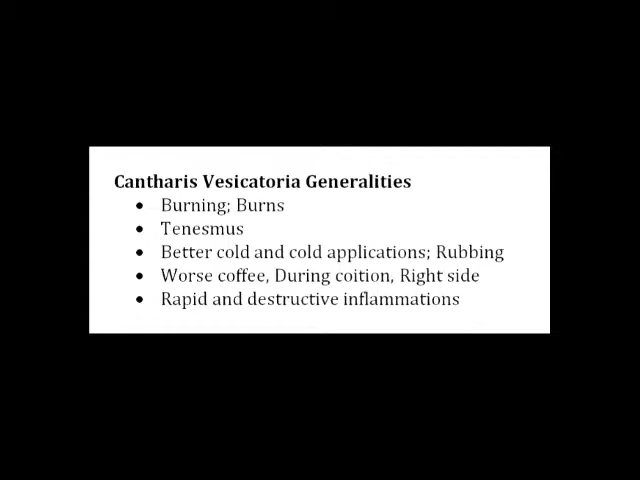 Cantharis Vesicatoria Generalities
• Burning; Burns
• Tenesmus
• Better cold and cold applications; Rubbing
• Worse coffee, During coition, Right side
• Rapid and destructive inflammations